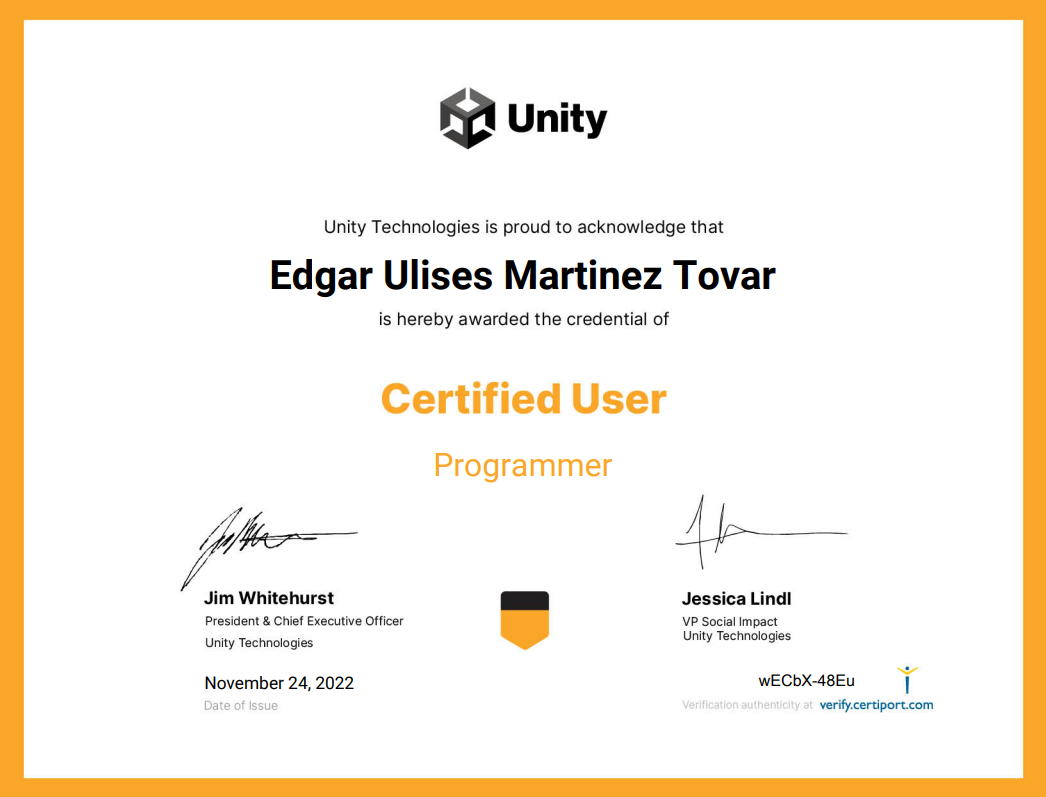 Unity
Unity Technologies is proud to acknowledge that
Edgar Ulises Martinez Tovar
is hereby awarded the credential of
Certified User
Programmer
Jim Whitehurst
President & Chief Executive Officer
Unity Technologies
November 24, 2022
Date of Issue
Jessica Lindl
VP Social Impact
Unity Technologies
wECbX-48Eu
Verification authenticity at verify.certiport.com